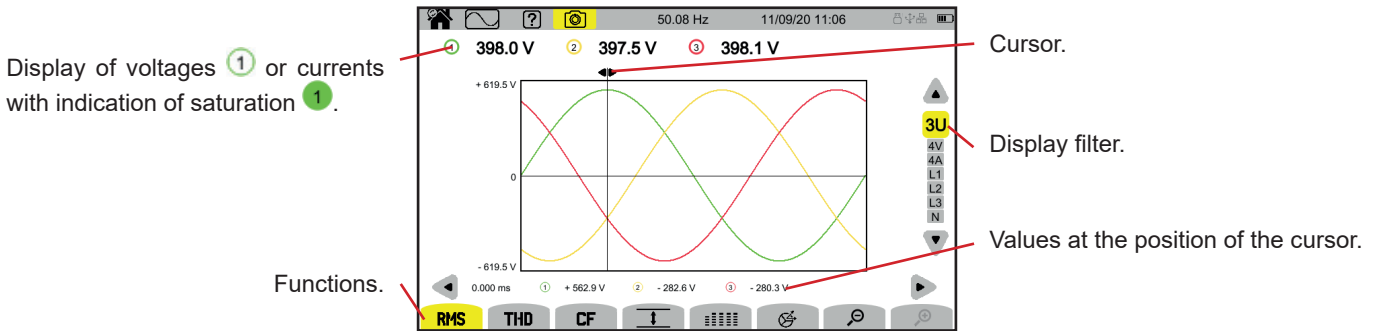 ? 50.08 Hz 11/09/20 11:06
1 398.0 V 2 397.5 V 3 398.1 V
Cursor.
Display of voltages 1 or currents
with indication of saturation 1.
+ 619.5 V
3U
Display filter.
4V
4A
L1
0
L2
L3
N
Values at the position of the cursor.
- 619.5 V
Functions.
0.000 ms 1 + 562.9 V 2 - 282.6 V 3 - 280.3 V
RMS THD CF